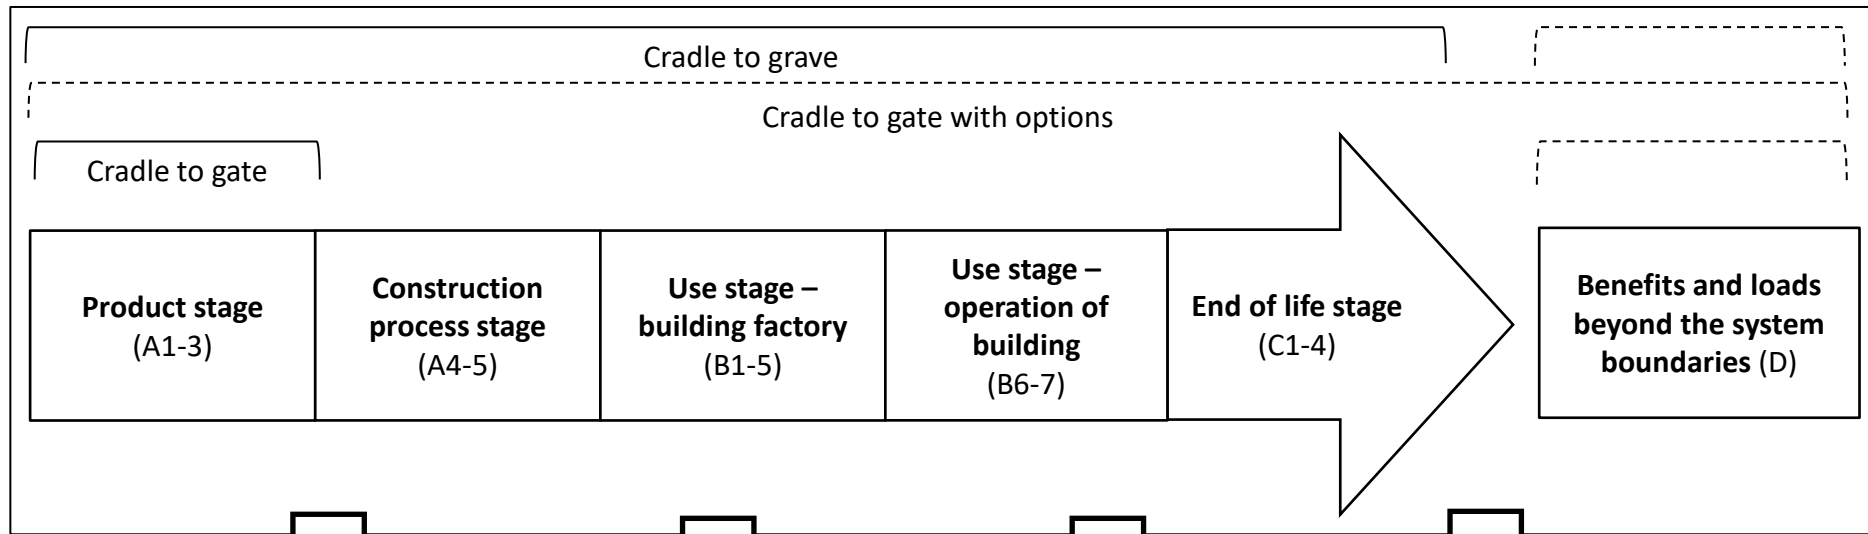 Cradle to grave
Cradle to gate with options
Cradle to gate
Product stage
(A1-3)
Construction
process stage
(A4-5)
Use stage –
building factory
(B1-5)
Use stage –
operation of
building
(B6-7)
End of life stage
(C1-4)
Benefits and loads
beyond the system
boundaries (D)